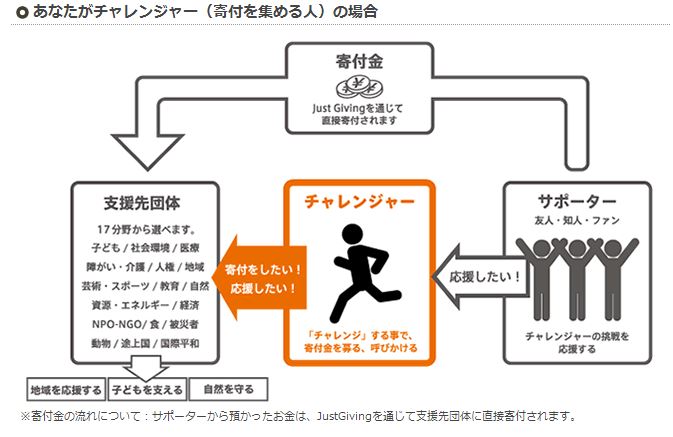 あなたがチャレンジャー（寄付を集める人）の場合
寄付金
¥ ¥ ¥
Just Givingを通じて
直接寄付されます
支援先団体
17分野から選べます。
子ども / 社会環境 / 医療
障がい・介護 / 人権 / 地域
芸術・スポーツ / 教育 / 自然
資源・エネルギー / 経済
NPO-NGO/ 食 / 被災者
動物 / 途上国 / 国際平和
寄付をしたい！
応援したい！
チャレンジャー
「チャレンジ」する事で、
寄付金を募る、呼びかける
応援したい！
サポーター
友人・知人・ファン
チャレンジャーの挑戦を
応援する
地域を応援する
子どもを支える
自然を守る
※寄付金の流れについて：サポーターから預かったお金は、JustGivingを通じて支援先団体に直接寄付されます。